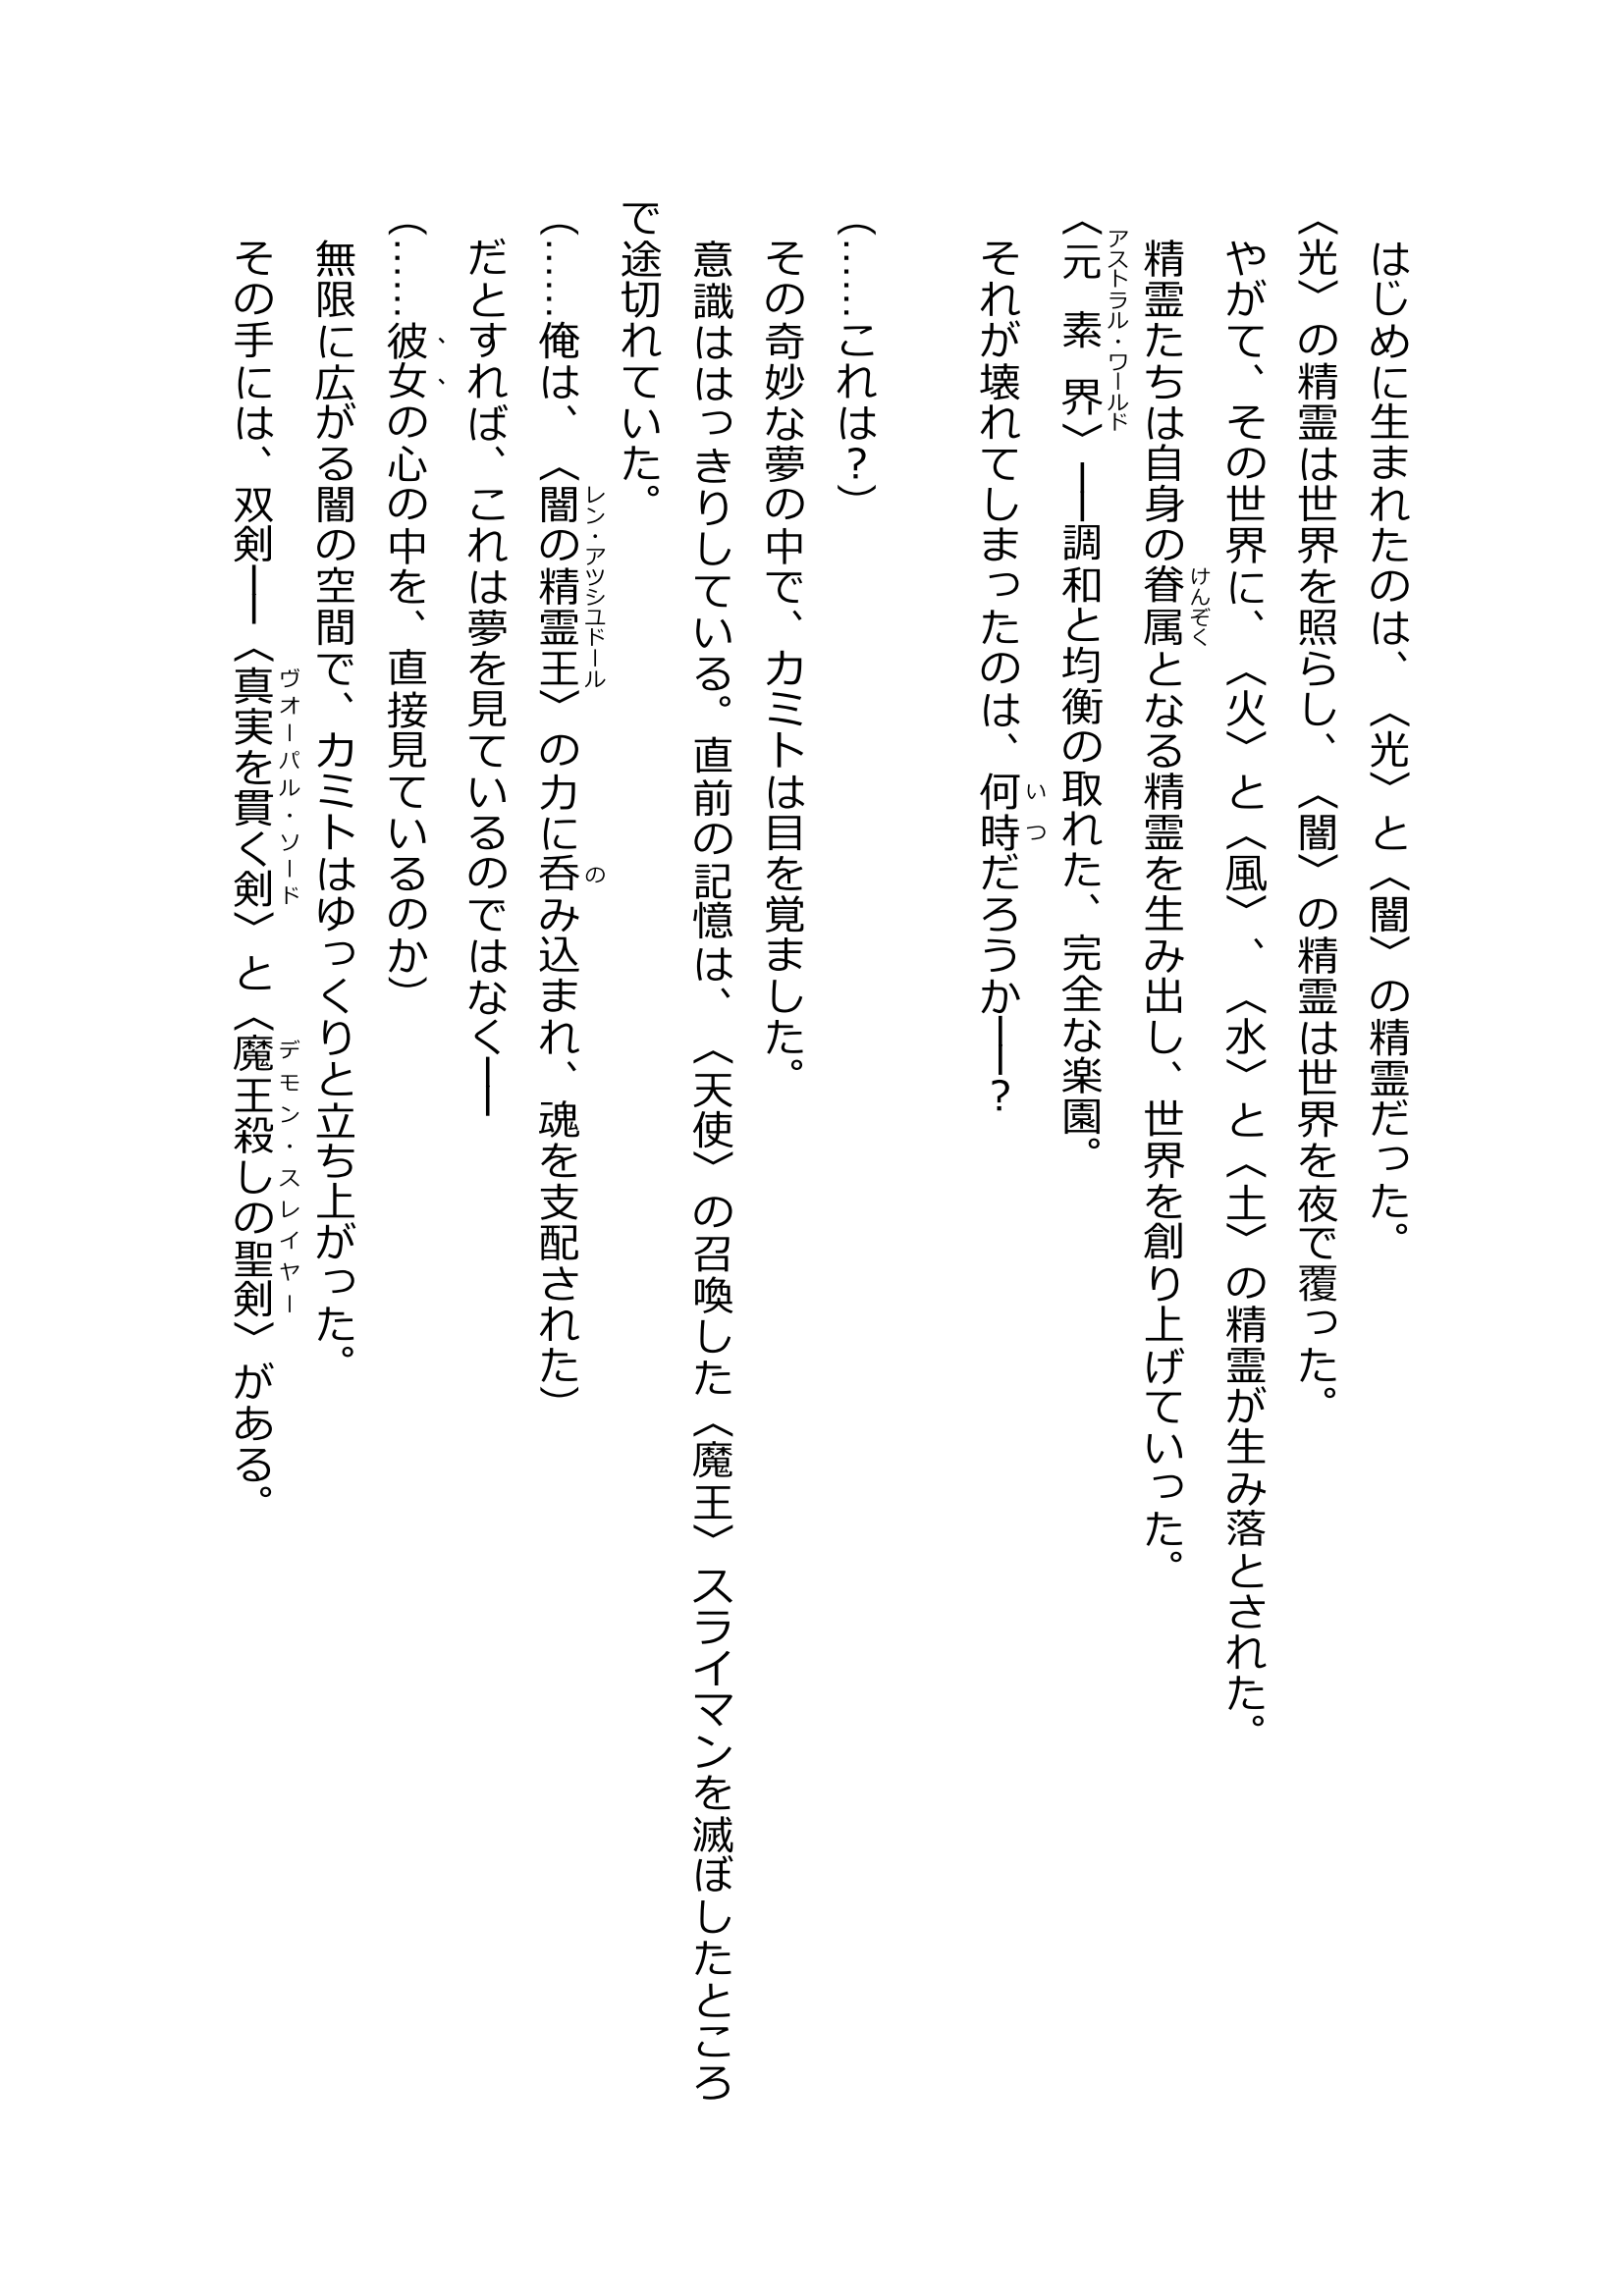 はじめに生まれたのは、〈光〉と〈闇〉の精霊だった。
〈光〉の精霊は世界を照らし、〈闇〉の精霊は世界を夜で覆った。
やがて、その世界に、〈火〉と〈風〉、〈水〉と〈土〉の精霊が生み落とされた。
精霊たちは自身の眷属となる精霊を生み出し、世界を創り上げていった。
けんぞく
〈元素界〉――調和と均衡の取れた、完全な楽園。
アストラル・ワールド
それが壊れてしまったのは、何時だろうか――？
いつ
（……これは？）
その奇妙な夢の中で、カミトは目を覚ました。
意識ははっきりしている。直前の記憶は、〈天使〉の召喚した〈魔王〉スライマンを滅ぼしたところ
で途切れていた。
（……俺は、〈闇の精霊王〉の力に呑み込まれ、魂を支配された）
レン・アツシユドール
の
だとすれば、これは夢を見ているのではなく――
（……彼女の心の中を、直接見ているのか）
無限に広がる闇の空間で、カミトはゆっくりと立ち上がった。
その手には、双剣――〈真実を貫く剣〉と〈魔王殺しの聖剣〉がある。
ヴォーパル・ソード
デモン・スレイヤー